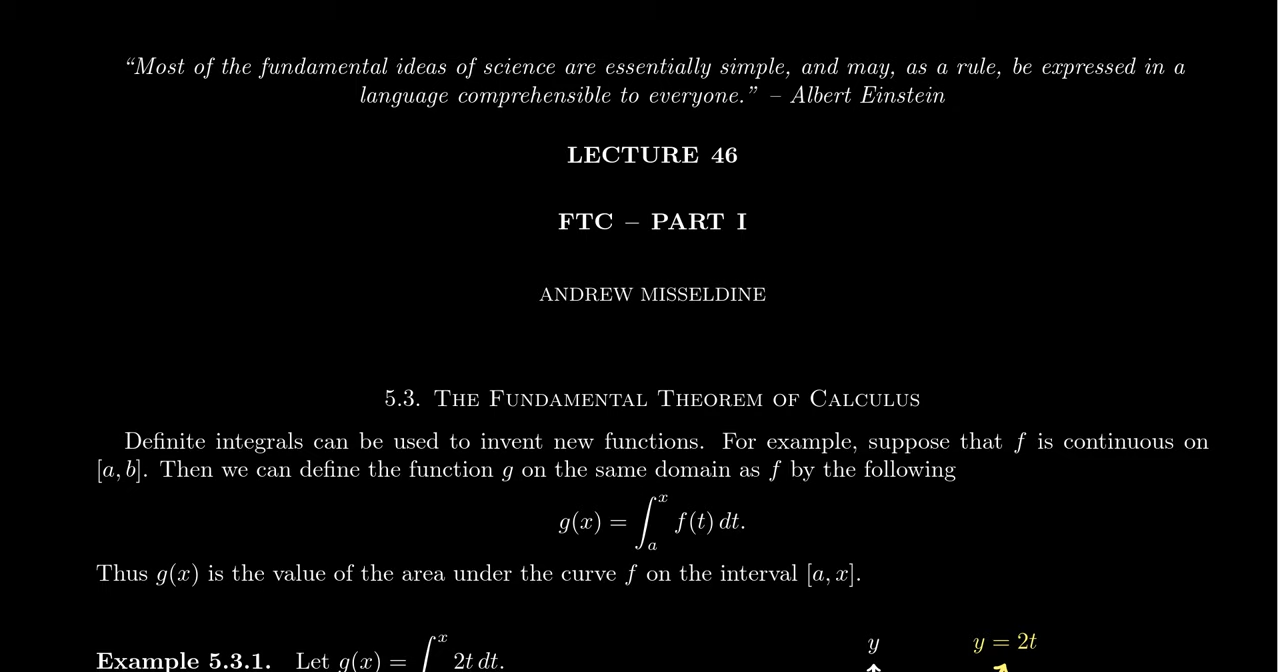 “Most of the fundamental ideas of science are essentially simple, and may, as a rule, be expressed in a
language comprehensible to everyone.” – Albert Einstein
LECTURE 46
FTC – PART I
ANDREW MISSELDINE
5.3. The Fundamental Theorem of Calculus
Definite integrals can be used to invent new functions. For example, suppose that f is continuous on
[a, b]. Then we can define the function g on the same domain as f by the following
g(x) = ∫_a^x f(t) dt.
Thus g(x) is the value of the area under the curve f on the interval [a, x].
Example 5.3.1. Let g(x) = ∫^x 2t dt.
y
y = 2t